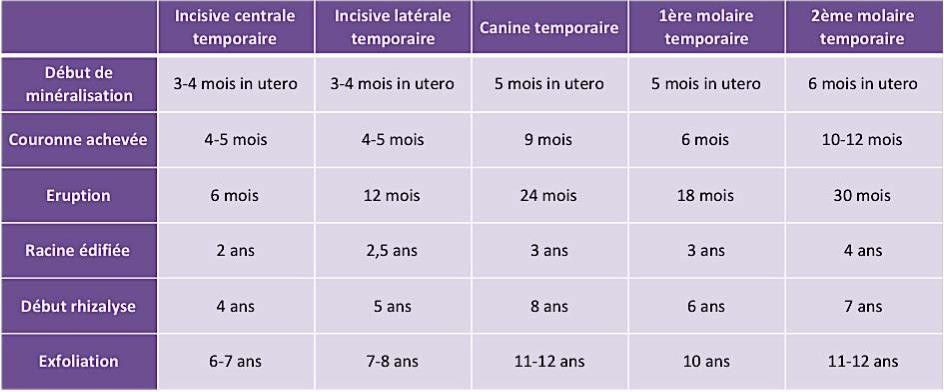 Incisive centrale temporaire	Incisive latérale temporaire	Canine temporaire	1ère molaire temporaire	2ème molaire temporaire
Début de minéralisation	3-4 mois in utero	3-4 mois in utero	5 mois in utero	5 mois in utero	6 mois in utero
Couronne achevée	4-5 mois	4-5 mois	9 mois	6 mois	10-12 mois
Eruption	6 mois	12 mois	24 mois	18 mois	30 mois
Racine édifiée	2 ans	2,5 ans	3 ans	3 ans	4 ans
Début rhizalyse	4 ans	5 ans	8 ans	6 ans	7 ans
Exfoliation	6-7 ans	7-8 ans	11-12 ans	10 ans	11-12 ans